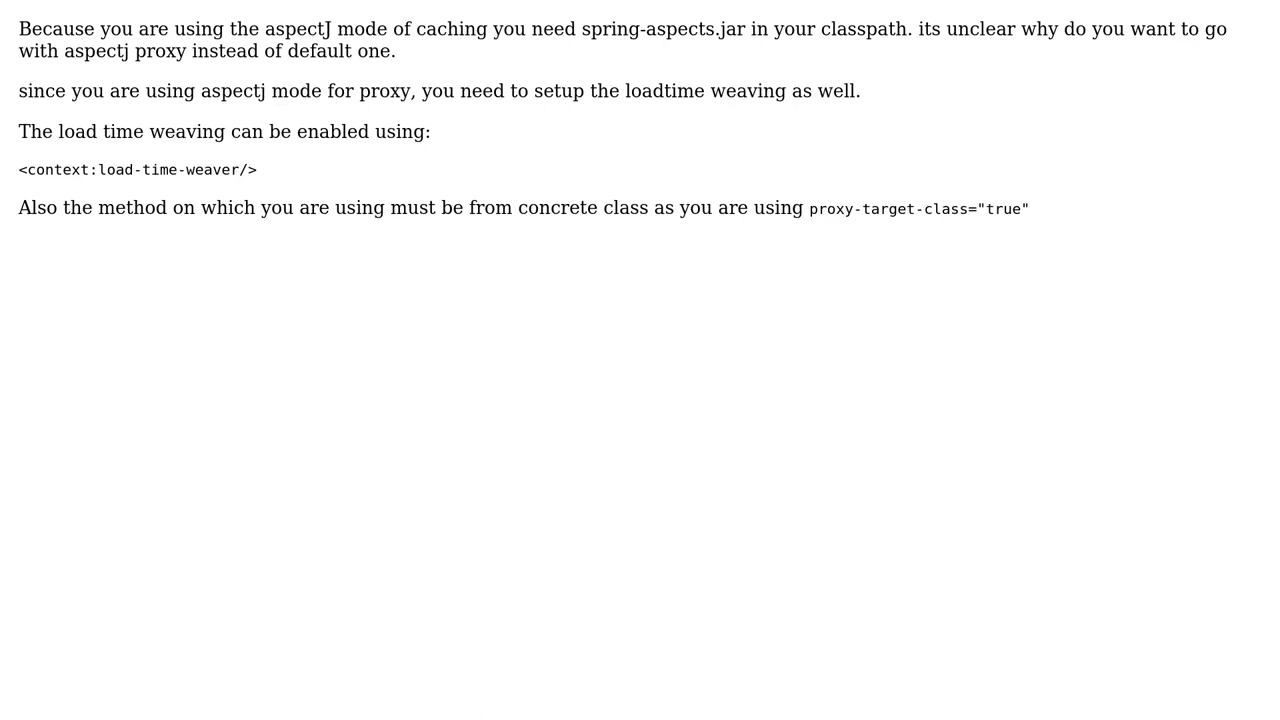 Because you are using the aspectJ mode of caching you need spring-aspects.jar in your classpath. its unclear why do you want to go
with aspectj proxy instead of default one.
since you are using aspectj mode for proxy, you need to setup the loadtime weaving as well.
The load time weaving can be enabled using:
<context:load-time-weaver/>
Also the method on which you are using must be from concrete class as you are using proxy-target-class="true"